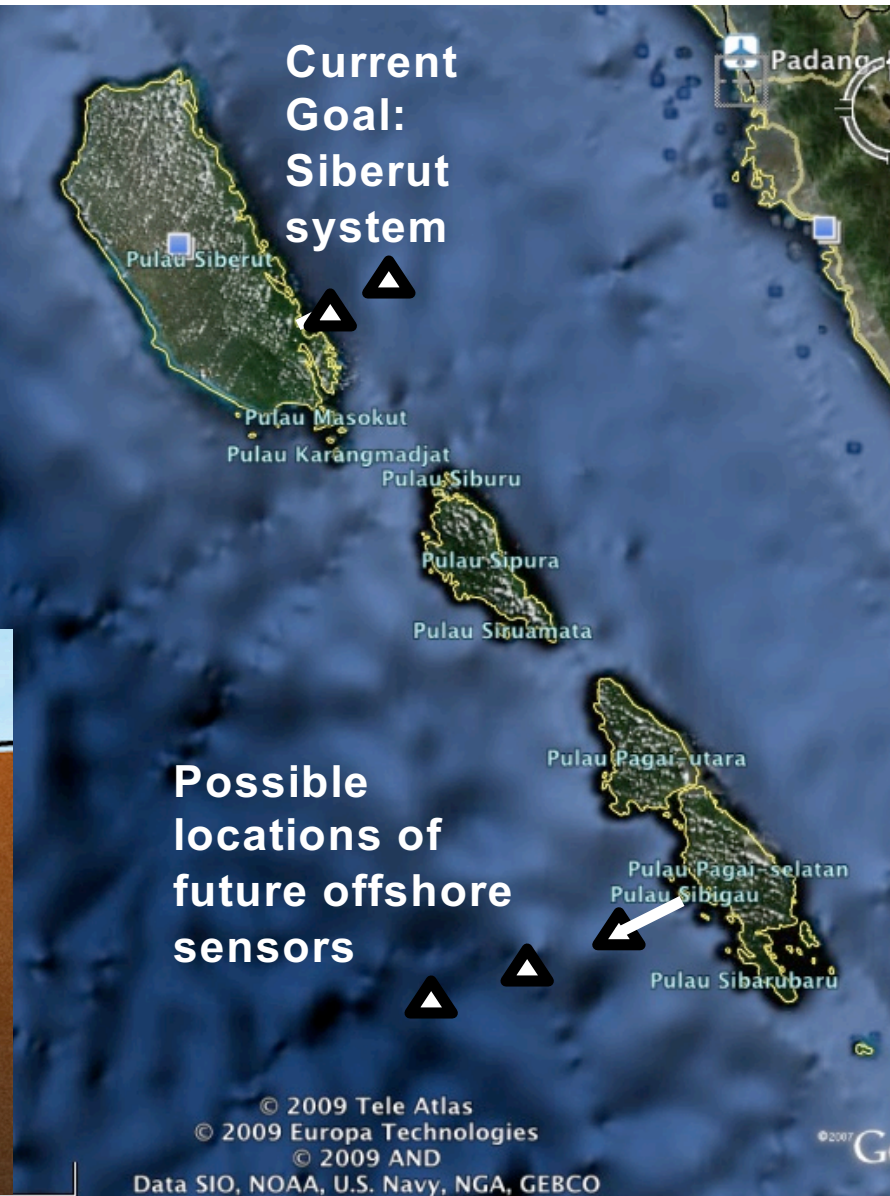 Current
Goal:
Siberut
system
Padang
Pulau Siberut
Pulau Masokut
Pulau Karangmadjat
Pulau Siburu
Pulau Sipura
Pulau Siruamata
Pulau Pagai-utara
Possible
locations of
future offshore
sensors
Pulau Pagai-selatan
Pulau Sibigau
Pulau Sibarubaru
© 2009 Tele Atlas
© 2009 Europa Technologies
© 2009 AND
Data SIO, NOAA, U.S. Navy, NGA, GEBCO
©2007